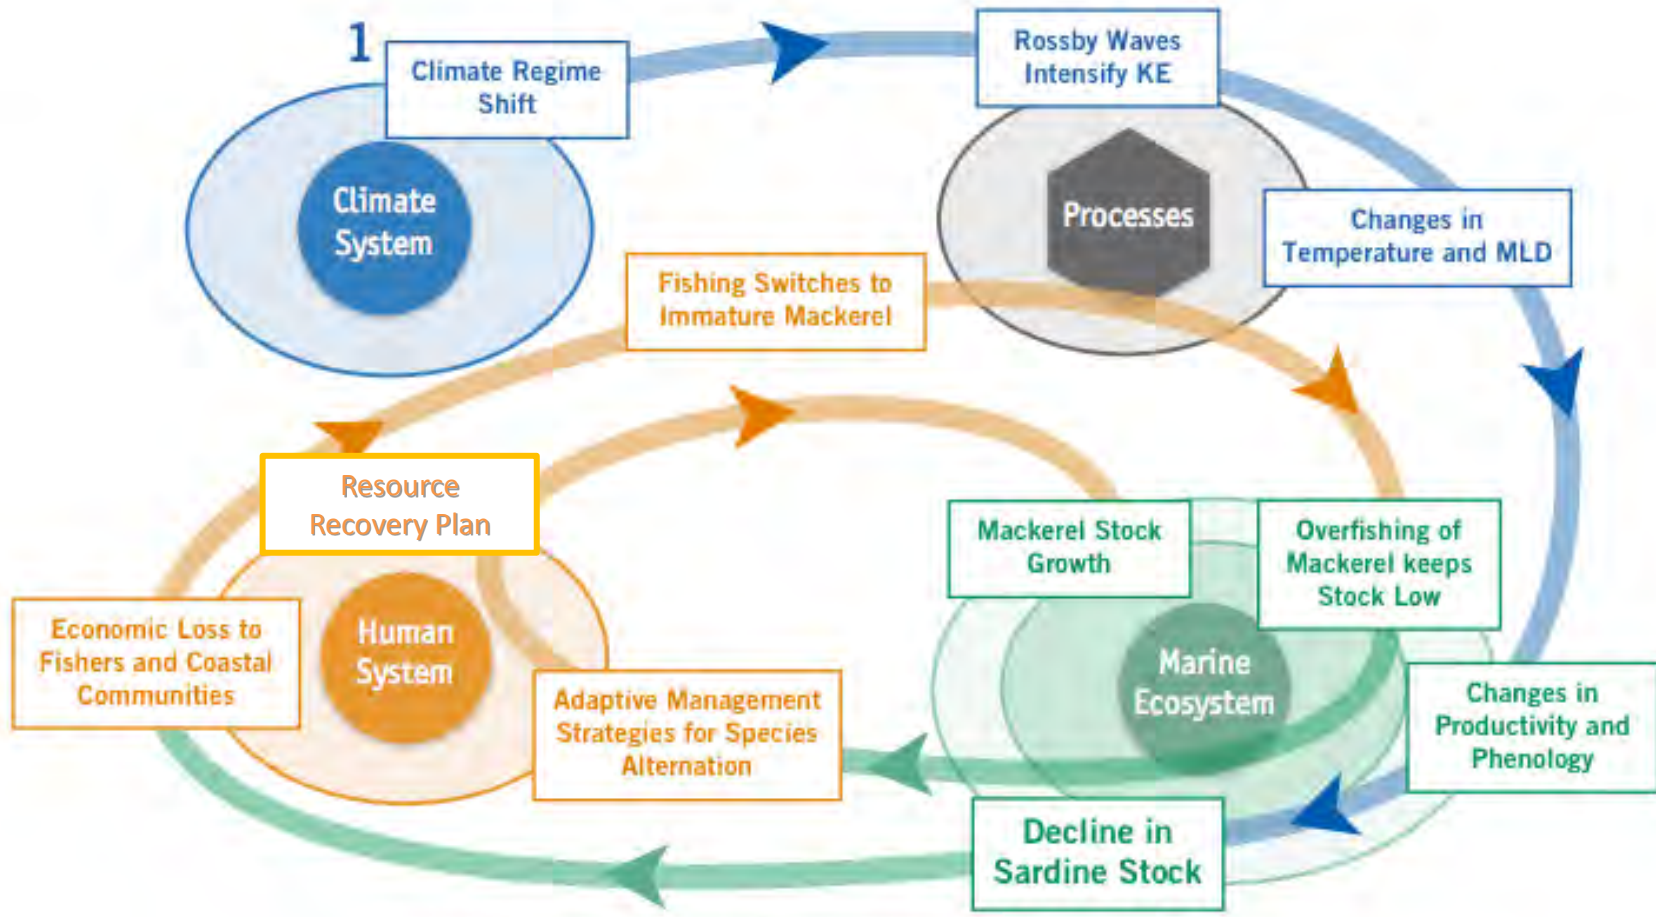 1
Climate Regime
Shift
Rossby Waves
Intensify KE
Climate
System
Processes
Changes in
Temperature and MLD
Fishing Switches to
Immature Mackerel
Resource
Recovery Plan
Mackerel Stock
Growth
Overfishing of
Mackerel keeps
Stock Low
Economic Loss to
Fishers and Coastal
Communities
Human
System
Adaptive Management
Strategies for Species
Alternation
Marine
Ecosystem
Changes in
Productivity and
Phenology
Decline in
Sardine Stock